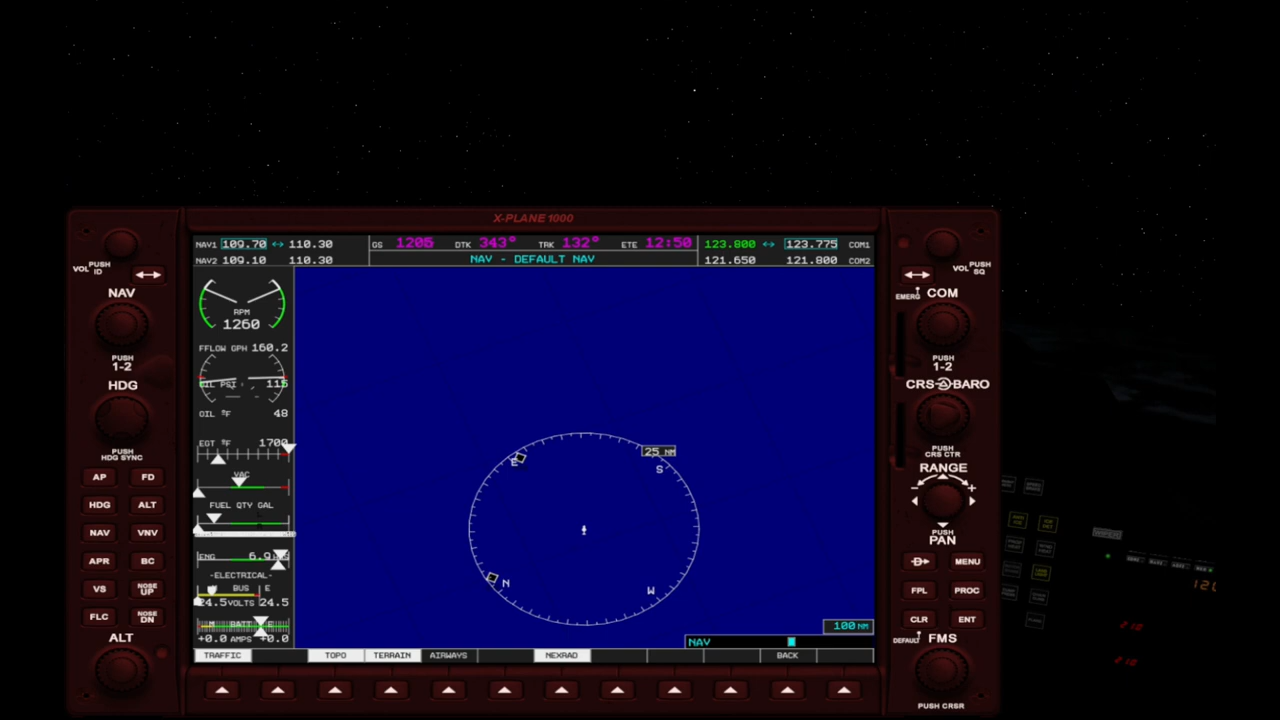 X-PLANE 1000
NAV1 109.70 ↔ 110.30 GS 1205 DTK 343° TRK 132° ETE 12:50 123.800 ↔ 123.775 COM1
NAV2 109.10 110.30 NAV - DEFAULT NAV 121.650 121.800 COM2
VOL PUSH ID
NAV
PUSH 1-2
HDG
PUSH HDG SYNC
AP FD
HDG ALT
NAV VNV
APR BC
VS NOSE UP
FLC NOSE DN
ALT
RPM
1260
FFLOW GPH 160.2
OIL PSI 115
OIL °F 48
EGT °F 1700
VAC
FUEL QTY GAL
ENG 6.9
-ELECTRICAL-
BUS E
24.5 VOLTS 24.5
M BATT E
+0.0 AMPS +0.0
25 NM
E S
N W
100 NM
NAV
TRAFFIC TOPO TERRAIN AIRWAYS NEXRAD BACK
VOL PUSH SQ
EMERG COM
PUSH 1-2
CRS BARO
PUSH CRS CTR
RANGE
- +
PUSH PAN
D MENU
FPL PROC
CLR ENT
DEFAULT FMS
PUSH CRSR